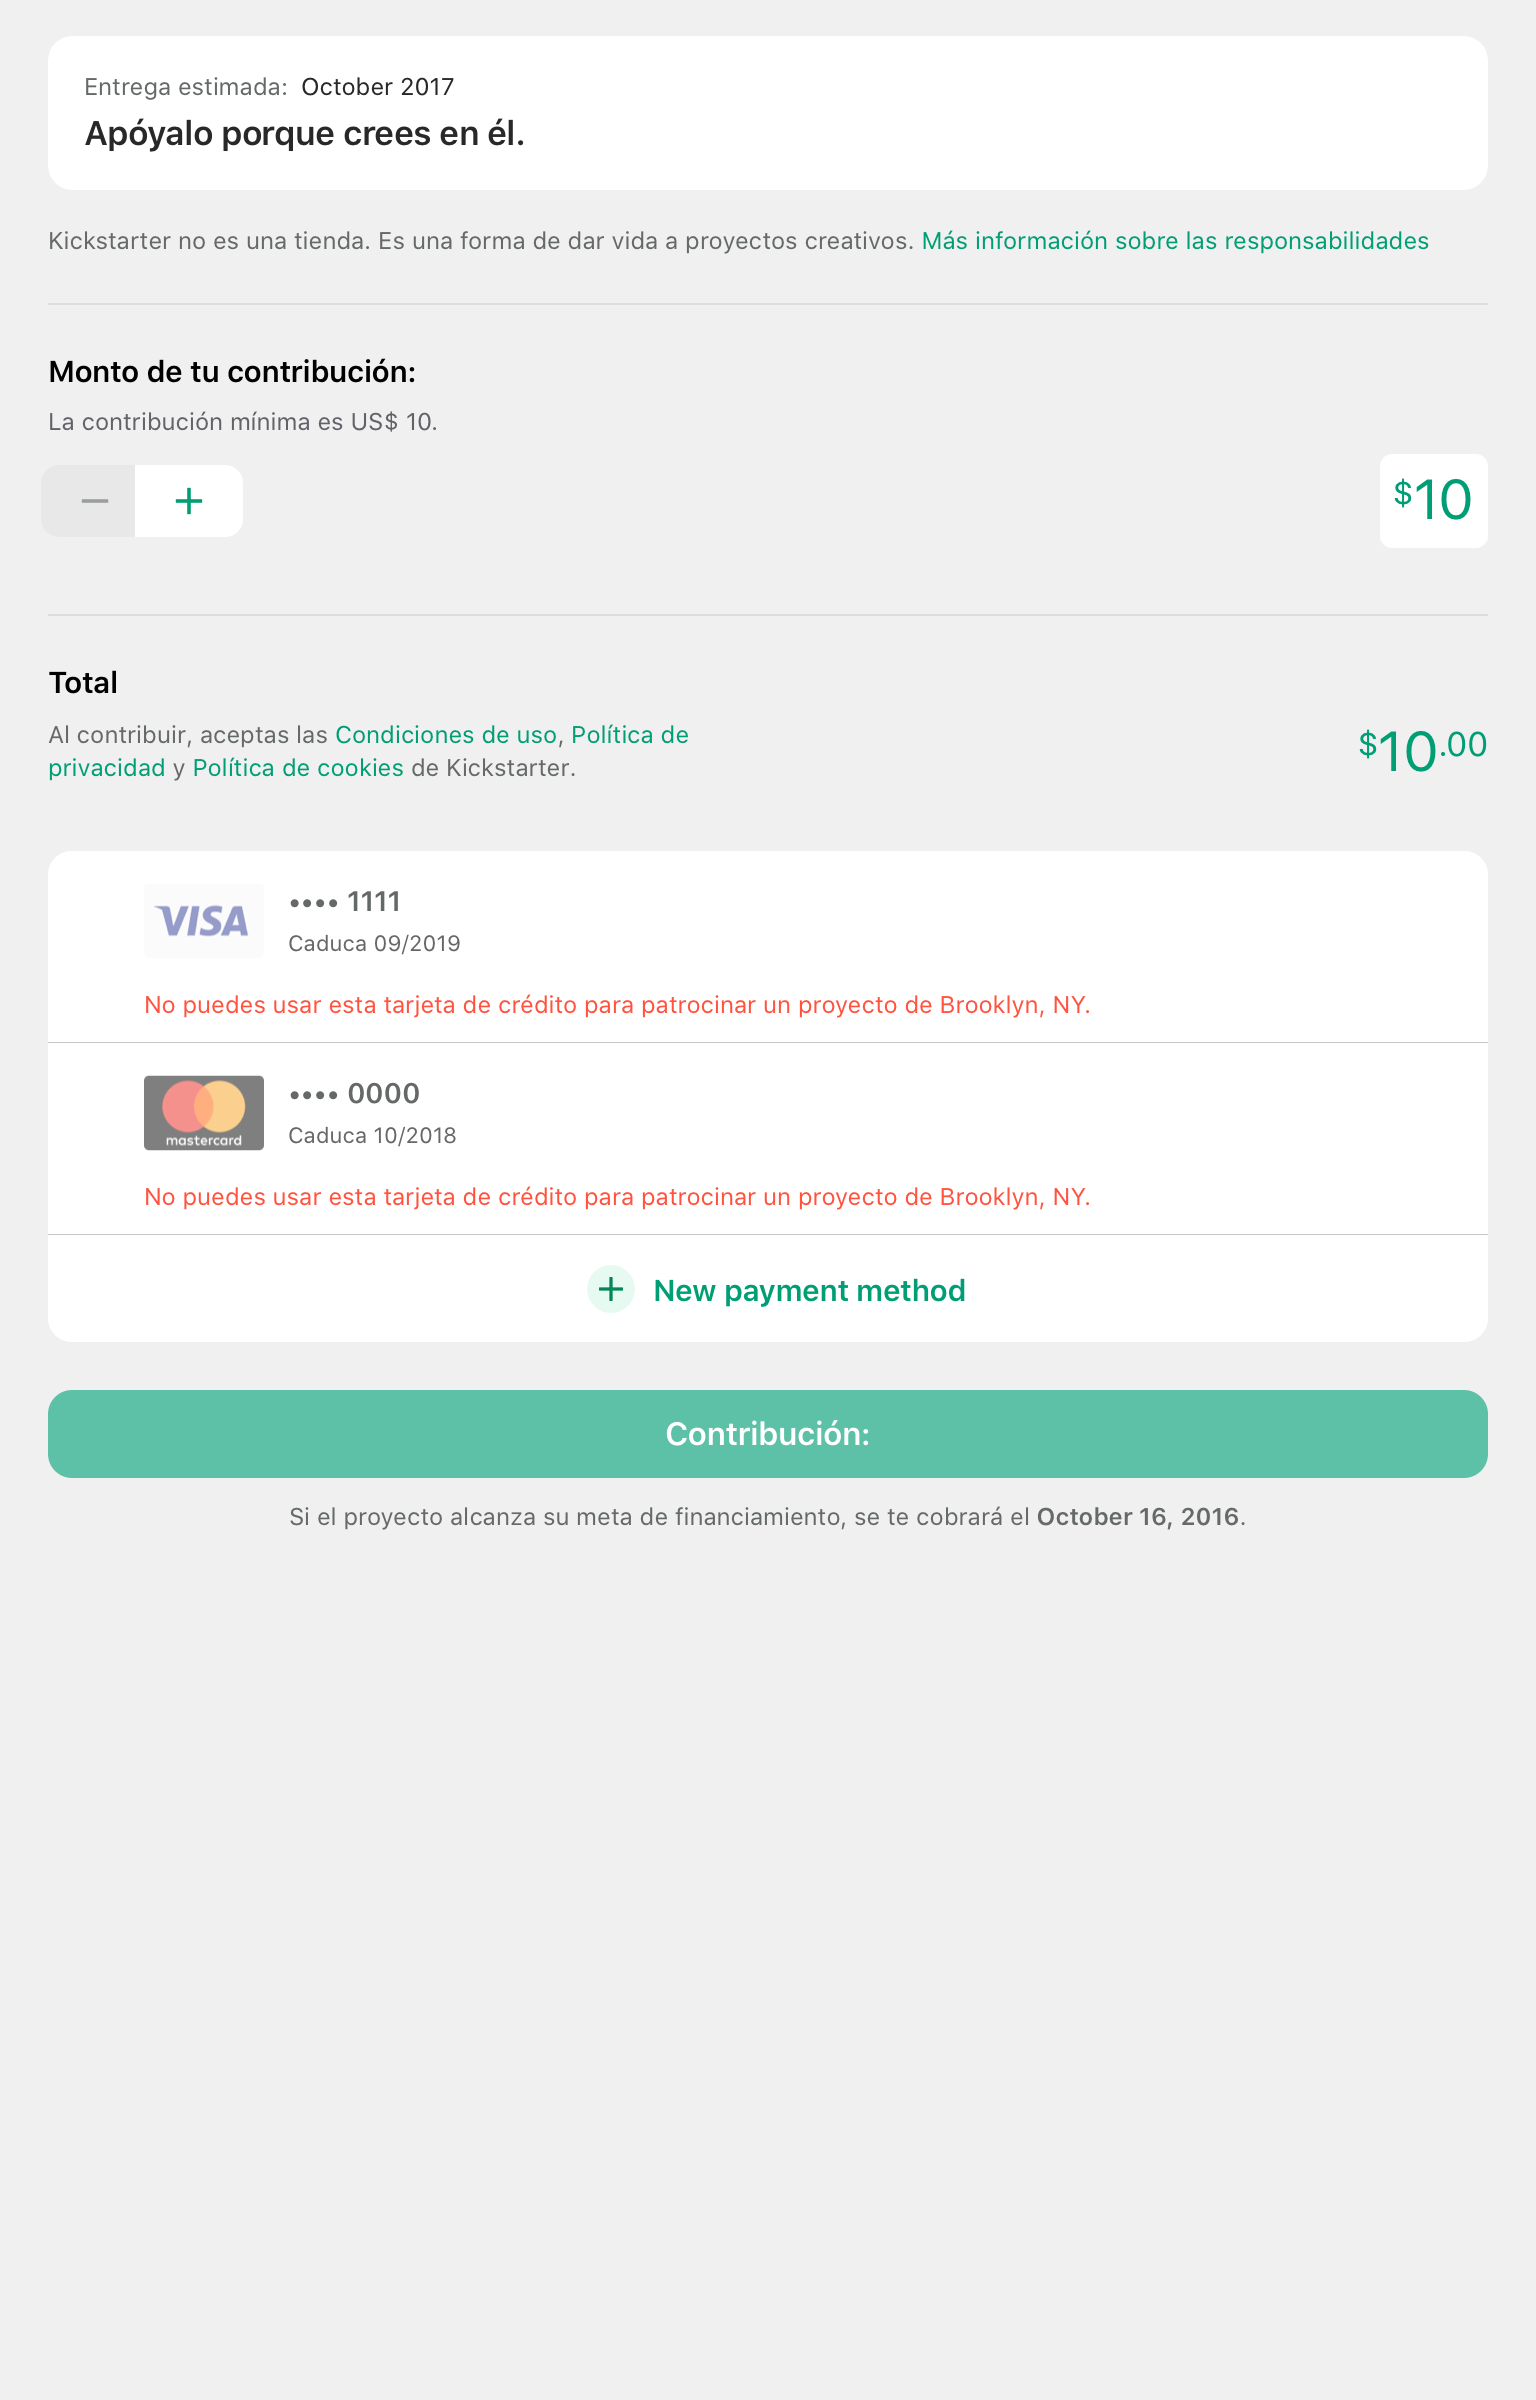 Entrega estimada: October 2017
Apóyalo porque crees en él.
Kickstarter no es una tienda. Es una forma de dar vida a proyectos creativos. Más información sobre las responsabilidades
Monto de tu contribución:
La contribución mínima es US$ 10.
$10
Total
Al contribuir, aceptas las Condiciones de uso, Política de
privacidad y Política de cookies de Kickstarter.
$10.00
VISA
•••• 1111
Caduca 09/2019
No puedes usar esta tarjeta de crédito para patrocinar un proyecto de Brooklyn, NY.
mastercard
•••• 0000
Caduca 10/2018
No puedes usar esta tarjeta de crédito para patrocinar un proyecto de Brooklyn, NY.
New payment method
Contribución:
Si el proyecto alcanza su meta de financiamiento, se te cobrará el October 16, 2016.